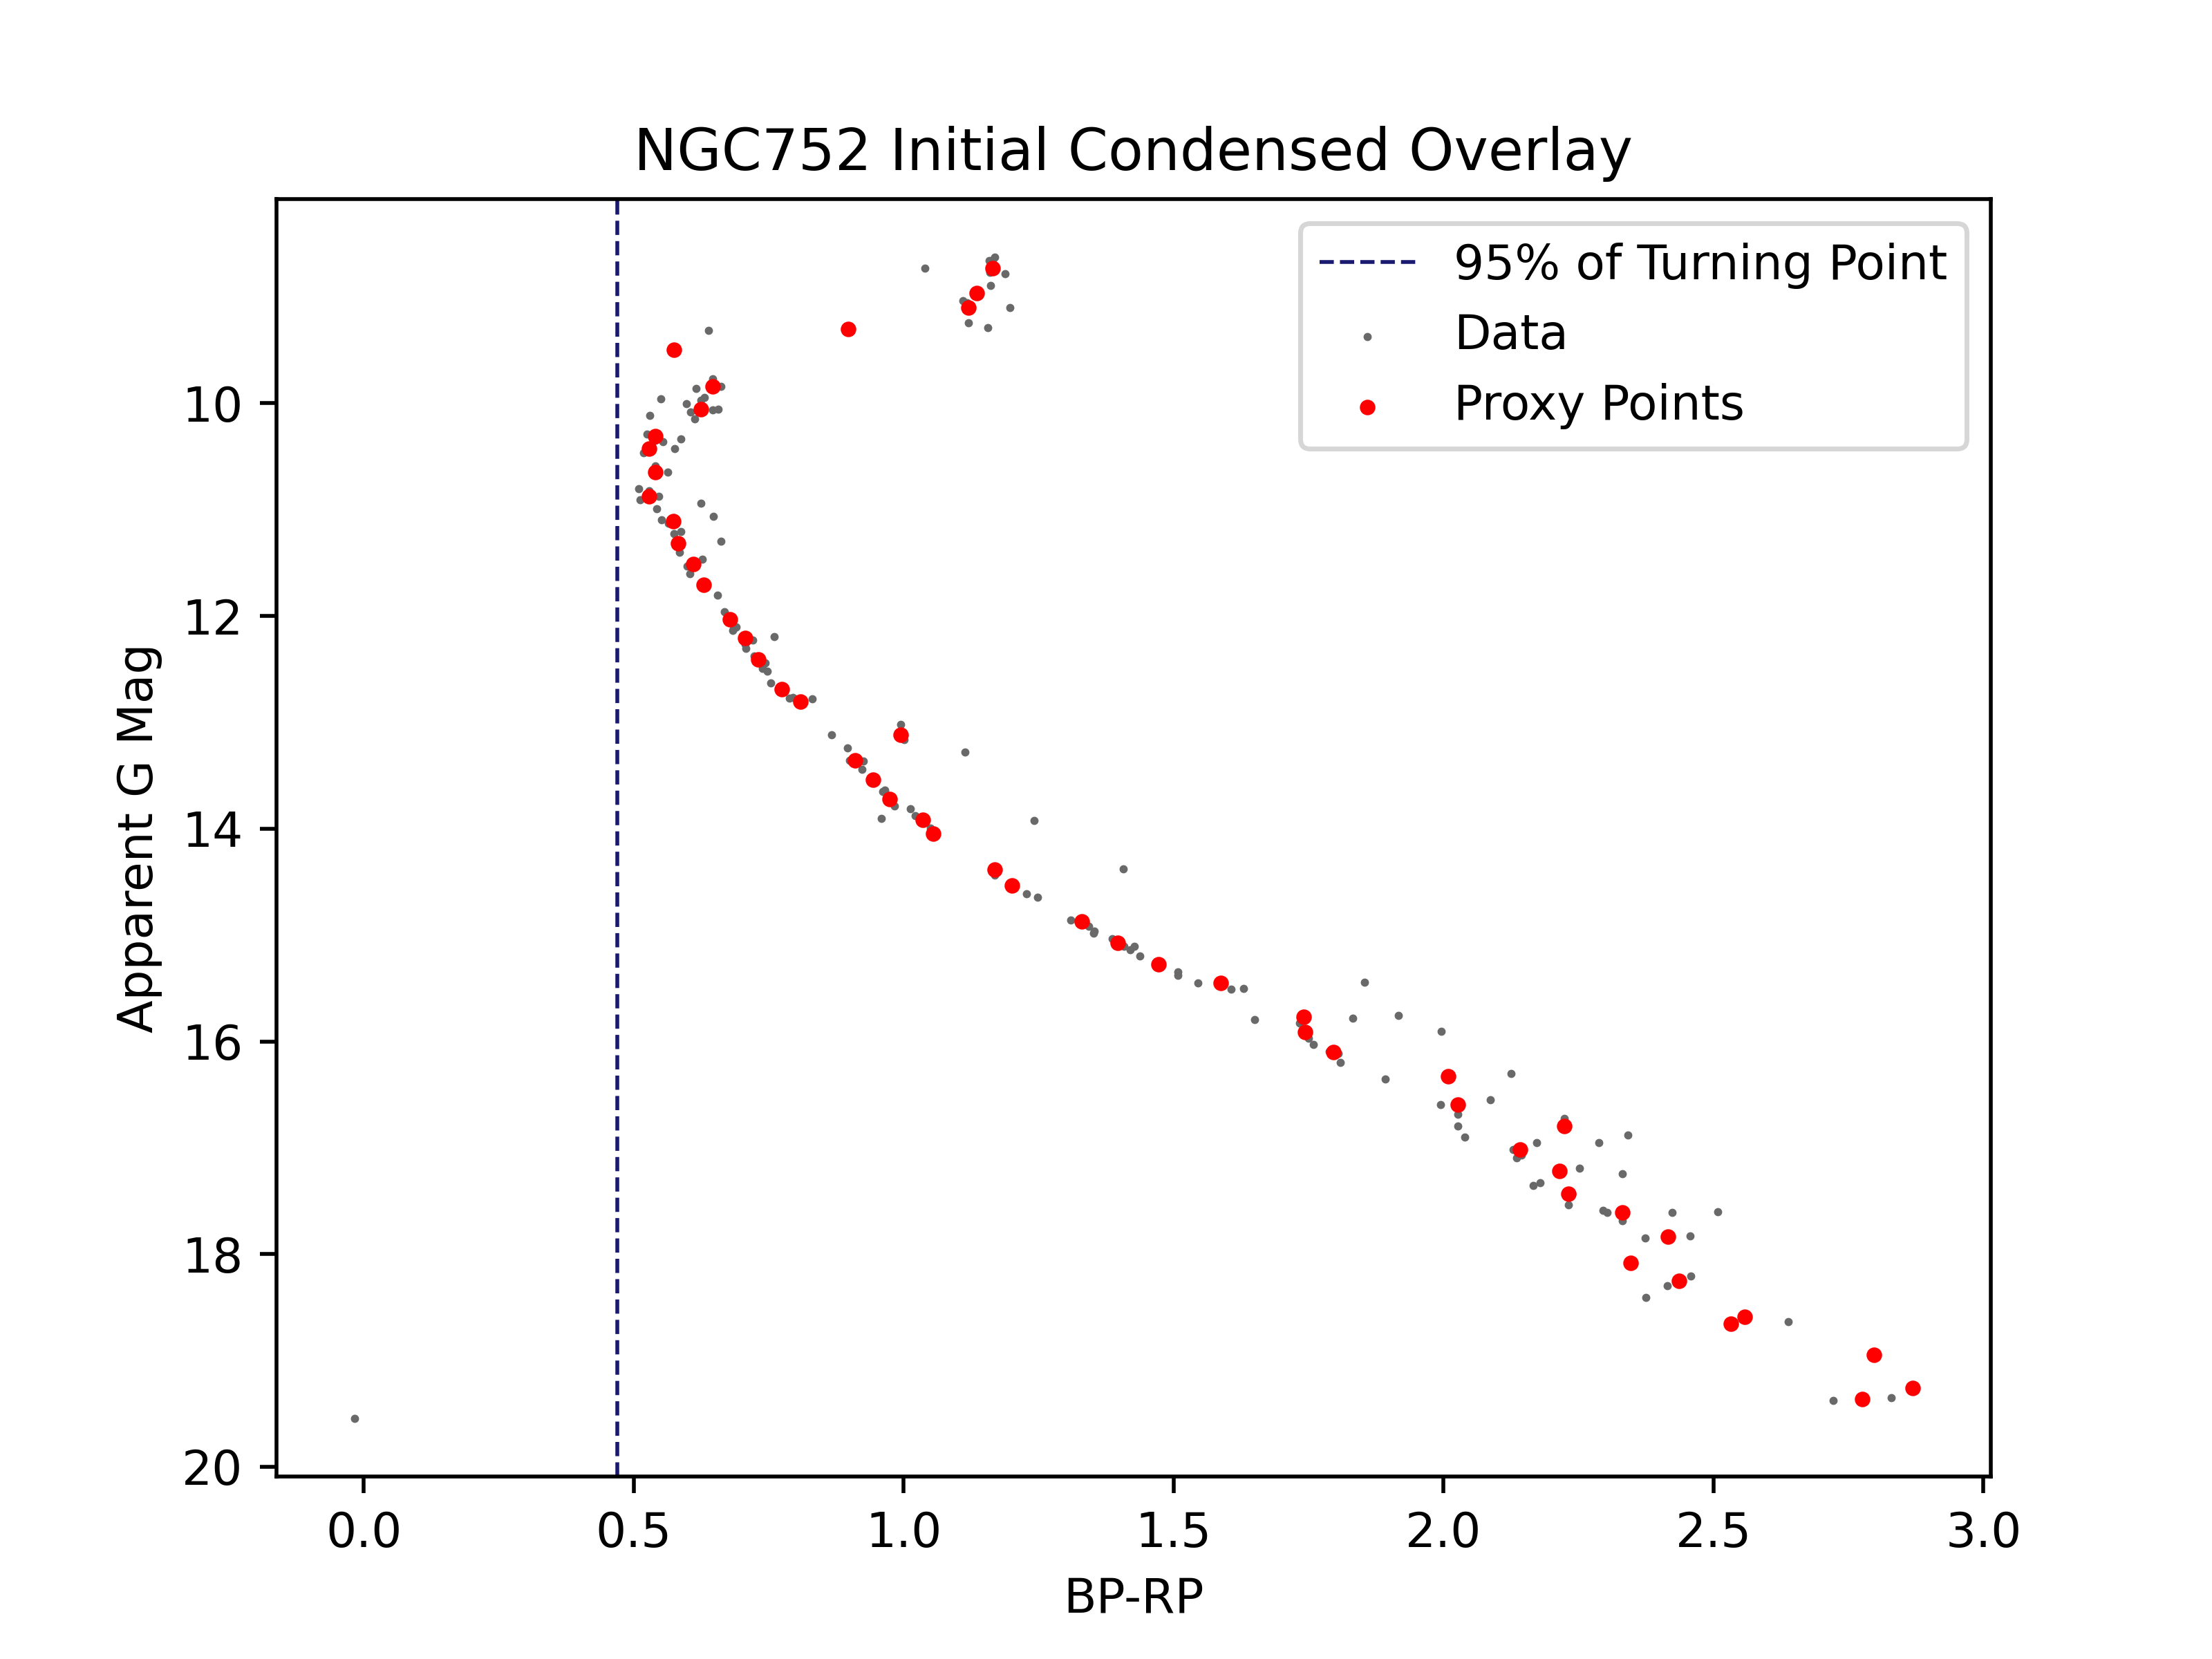 NGC752 Initial Condensed Overlay
95% of Turning Point
Data
Proxy Points
10
12
14
16
18
20
Apparent G Mag
0.0 0.5 1.0 1.5 2.0 2.5 3.0
BP-RP